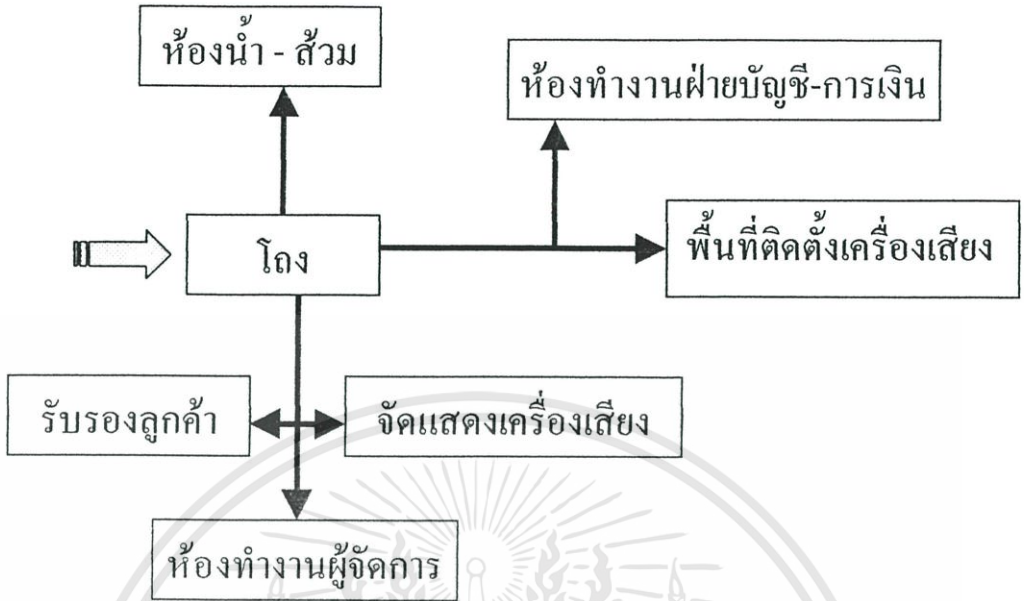 ห้องน้ำ - ส้วม
ห้องทำงานฝ่ายบัญชี-การเงิน
โถง
พื้นที่ติดตั้งเครื่องเสียง
รับรองลูกค้า
จัดแสดงเครื่องเสียง
ห้องทำงานผู้จัดการ